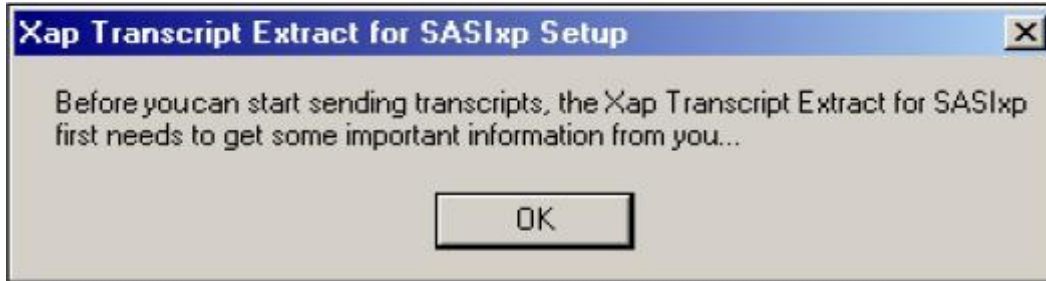 Xap Transcript Extract for SASIxp Setup
Before youcan start sending transcripts, the Xap Transcript Extract for SASIxp
first needs to get some important information from you...
OK